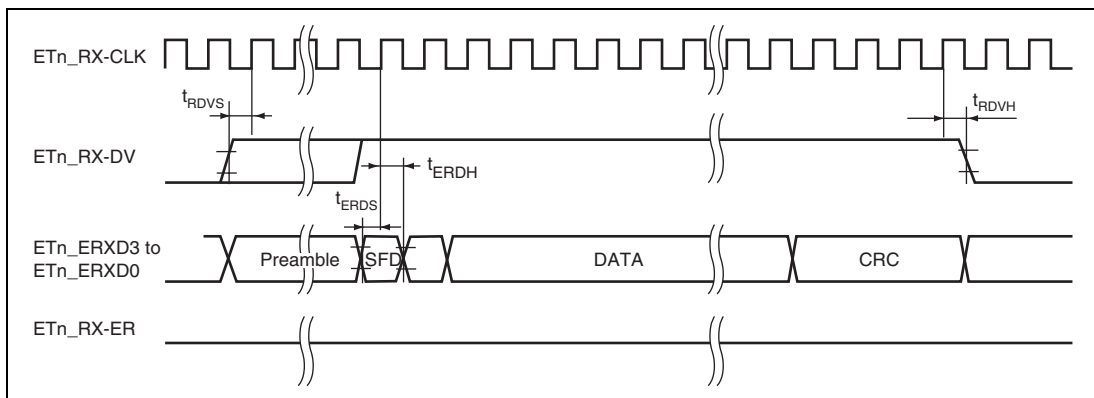 ETn_RX-CLK
tRDVS
tRDVH
ETn_RX-DV
tERDH
tERDS
ETn_ERXD3 to
ETn_ERXD0
Preamble
SFD
DATA
CRC
ETn_RX-ER